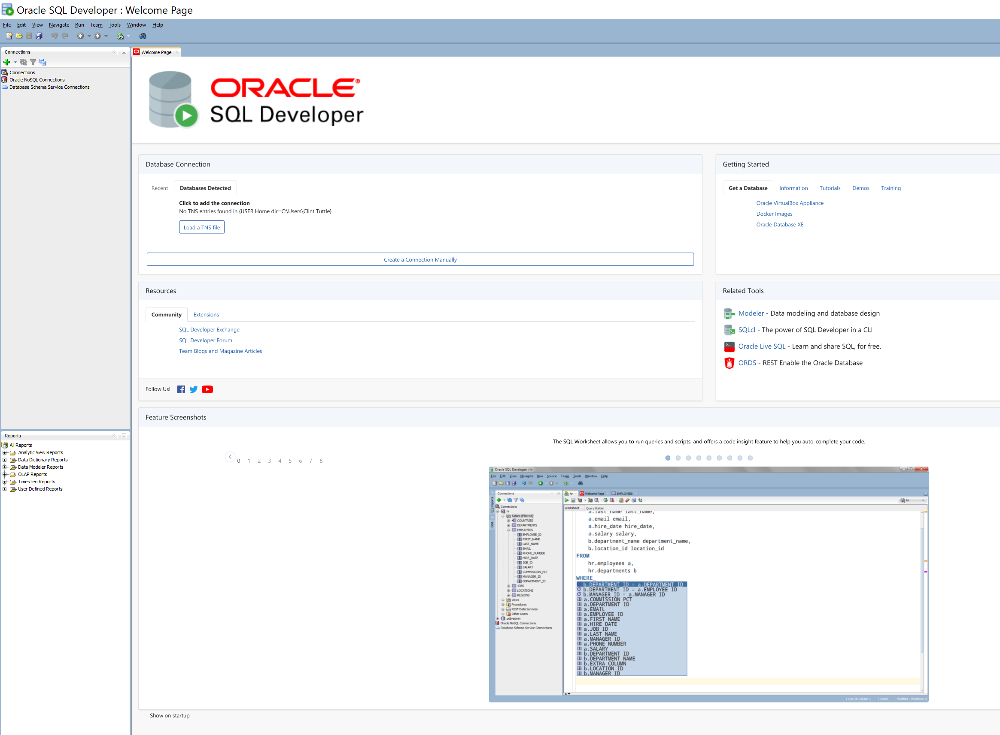 Oracle SQL Developer : Welcome Page
File Edit View Navigate Run Team Tools Window Help
SQL
Connections
Connections
Oracle NoSQL Connections
Database Schema Service Connections
Welcome Page
ORACLE
SQL Developer
Database Connection
Recent Databases Detected
Click to add the connection
No TNS entries found in {USER Home dir=C:\Users\Clint Tuttle}
Load a TNS file
Create a Connection Manually
Getting Started
Get a Database Information Tutorials Demos Training
Oracle VirtualBox Appliance
Docker Images
Oracle Database XE
Resources
Community Extensions
SQL Developer Exchange
SQL Developer Forum
Team Blogs and Magazine Articles
Follow Us!
Related Tools
Modeler - Data modeling and database design
SQLcl - The power of SQL Developer in a CLI
Oracle Live SQL - Learn and share SQL, for free.
ORDS - REST Enable the Oracle Database
Reports
All Reports
Analytic View Reports
Data Dictionary Reports
Data Modeler Reports
OLAP Reports
TimesTen Reports
User Defined Reports
Feature Screenshots
The SQL Worksheet allows you to run queries and scripts, and offers a code insight feature to help you auto-complete your code.
0 1 2 3 4 5 6 7 8
Oracle SQL Developer : hr
File Edit View Navigate Run Source Team Tools Window Help
Reports
DBA
Connections
Connections
hr
Tables (Filtered)
COUNTRIES
DEPARTMENTS
EMPLOYEES
EMPLOYEE_ID
FIRST_NAME
LAST_NAME
EMAIL
PHONE_NUMBER
HIRE_DATE
JOB_ID
SALARY
COMMISSION_PCT
MANAGER_ID
DEPARTMENT_ID
JOBS
LOCATIONS
REGIONS
Views
Procedures
REST Data Services
Other Users
pdb-admin
Oracle NoSQL Connections
Database Schema Service Connections
hr Welcome Page EMPLOYEES
hr
Worksheet Query Builder
a.last_name last_name,
a.email email,
a.hire_date hire_date,
a.salary salary,
b.department_name department_name,
b.location_id location_id
FROM
hr.employees a,
hr.departments b
WHERE
b.DEPARTMENT_ID = a.DEPARTMENT_ID
b.DEPARTMENT_ID = a.EMPLOYEE_ID
b.MANAGER_ID = a.MANAGER_ID
a.COMMISSION_PCT
a.DEPARTMENT_ID
a.EMAIL
a.EMPLOYEE_ID
a.FIRST_NAME
a.HIRE_DATE
a.JOB_ID
a.LAST_NAME
a.MANAGER_ID
a.PHONE_NUMBER
a.SALARY
b.DEPARTMENT_ID
b.DEPARTMENT_NAME
b.EXTRA_COLUMN
b.LOCATION_ID
b.MANAGER_ID
Line 26 Column 1 | Insert | Modified | Windows:
Show on startup